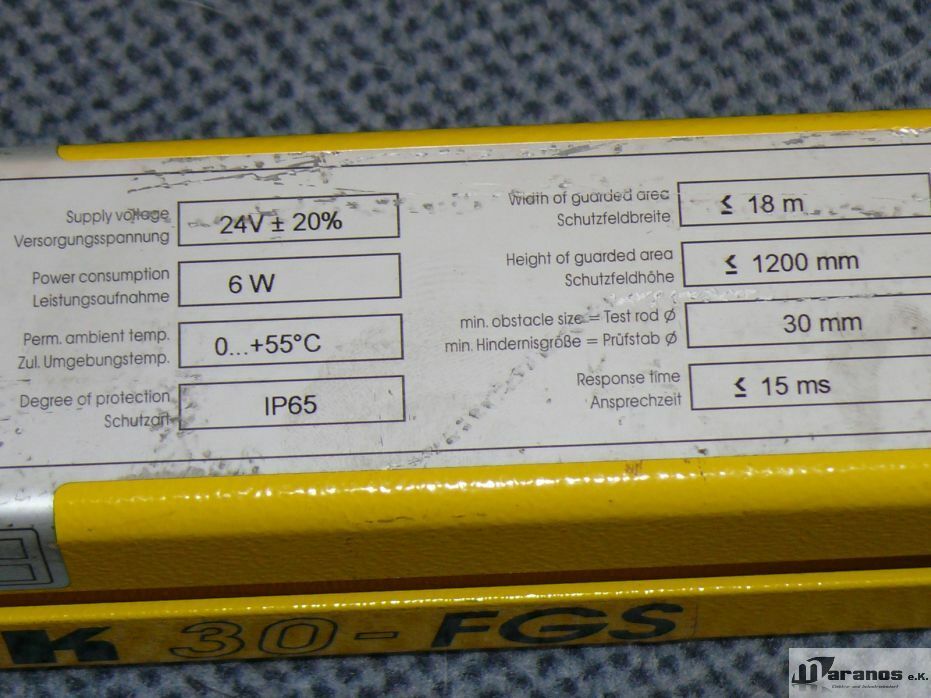 Supply voltage
Versorgungsspannung
24V ± 20%
Power consumption
Leistungsaufnahme
6 W
Perm. ambient temp.
Zul. Umgebungstemp.
0...+55°C
Degree of protection
Schutzart
IP65
Width of guarded area
Schutzfeldbreite
≤ 18 m
Height of guarded area
Schutzfeldhöhe
≤ 1200 mm
min. obstacle size = Test rod Ø
min. Hindernisgröße = Prüfstab Ø
30 mm
Response time
Ansprechzeit
≤ 15 ms
K 30-FGS
Maranos e.K.